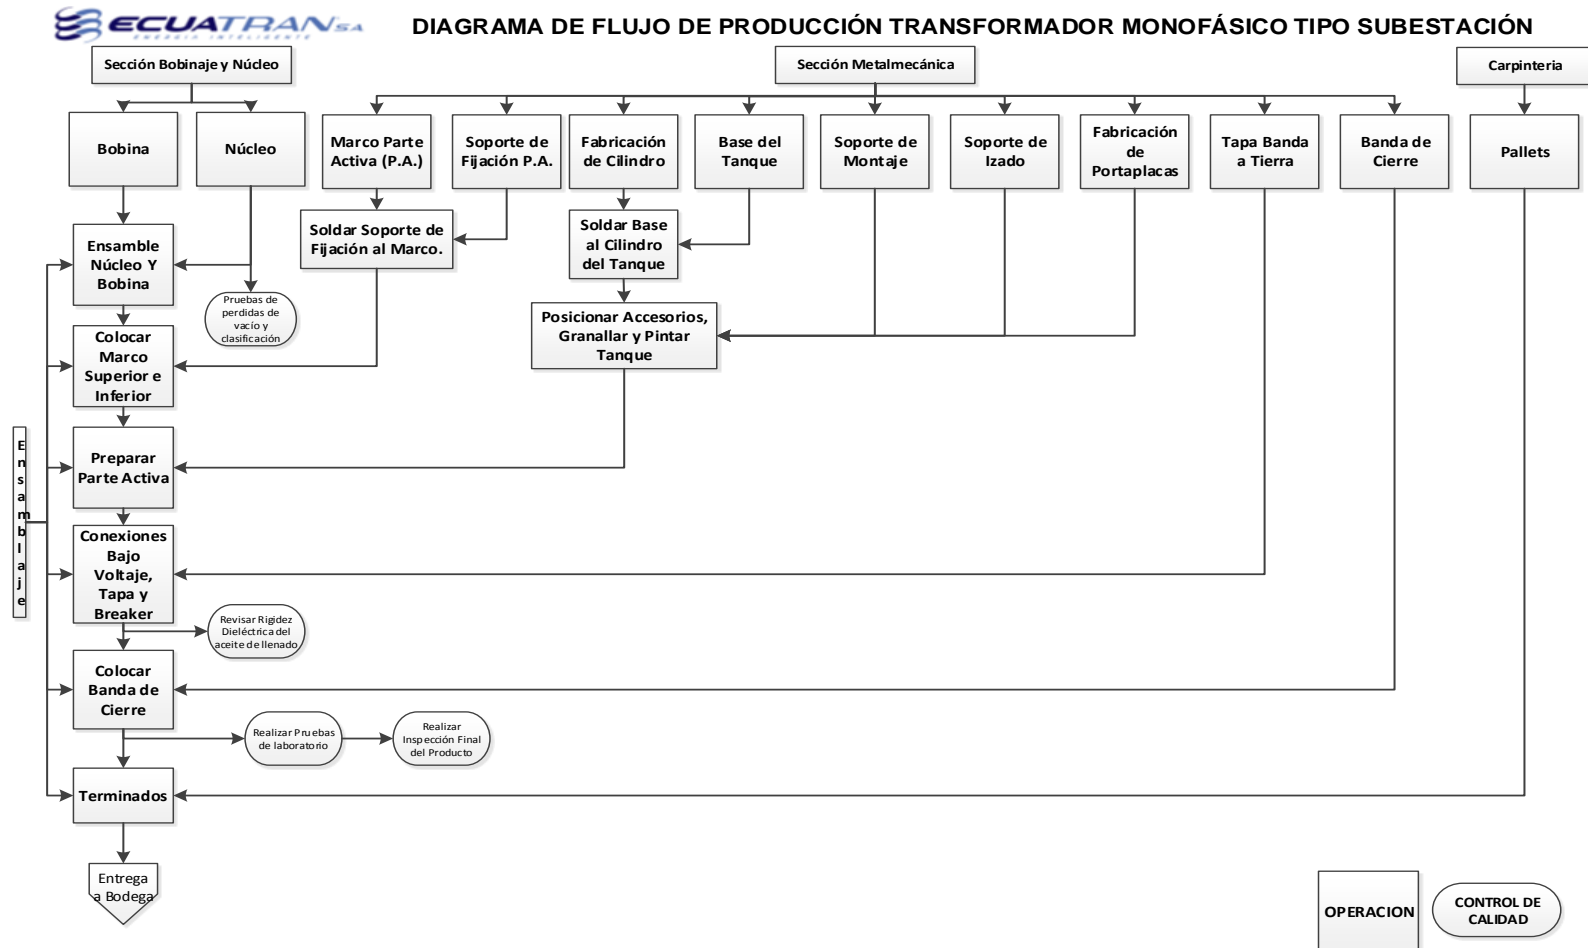 ECUATRAN S.A.
ENERGÍA INTELIGENTE
DIAGRAMA DE FLUJO DE PRODUCCIÓN TRANSFORMADOR MONOFÁSICO TIPO SUBESTACIÓN
Sección Bobinaje y Núcleo
Sección Metalmecánica
Carpinteria
Bobina
Núcleo
Marco Parte
Activa (P.A.)
Soporte de
Fijación P.A.
Fabricación
de Cilindro
Base del
Tanque
Soporte de
Montaje
Soporte de
Izado
Fabricación
de
Portaplacas
Tapa Banda
a Tierra
Banda de
Cierre
Pallets
Ensamble
Núcleo Y
Bobina
Soldar Soporte de
Fijación al Marco.
Soldar Base
al Cilindro
del Tanque
Pruebas de
perdidas de
vacío y
clasificación
Posicionar Accesorios,
Granallar y Pintar
Tanque
Colocar
Marco
Superior e
Inferior
Preparar
Parte Activa
E
n
s
a
m
b
l
a
j
e
Conexiones
Bajo
Voltaje,
Tapa y
Breaker
Revisar Rigidez
Dieléctrica del
aceite de llenado
Colocar
Banda de
Cierre
Realizar Pruebas
de laboratorio
Realizar
Inspección Final
del Producto
Terminados
Entrega
a Bodega
OPERACION
CONTROL DE
CALIDAD